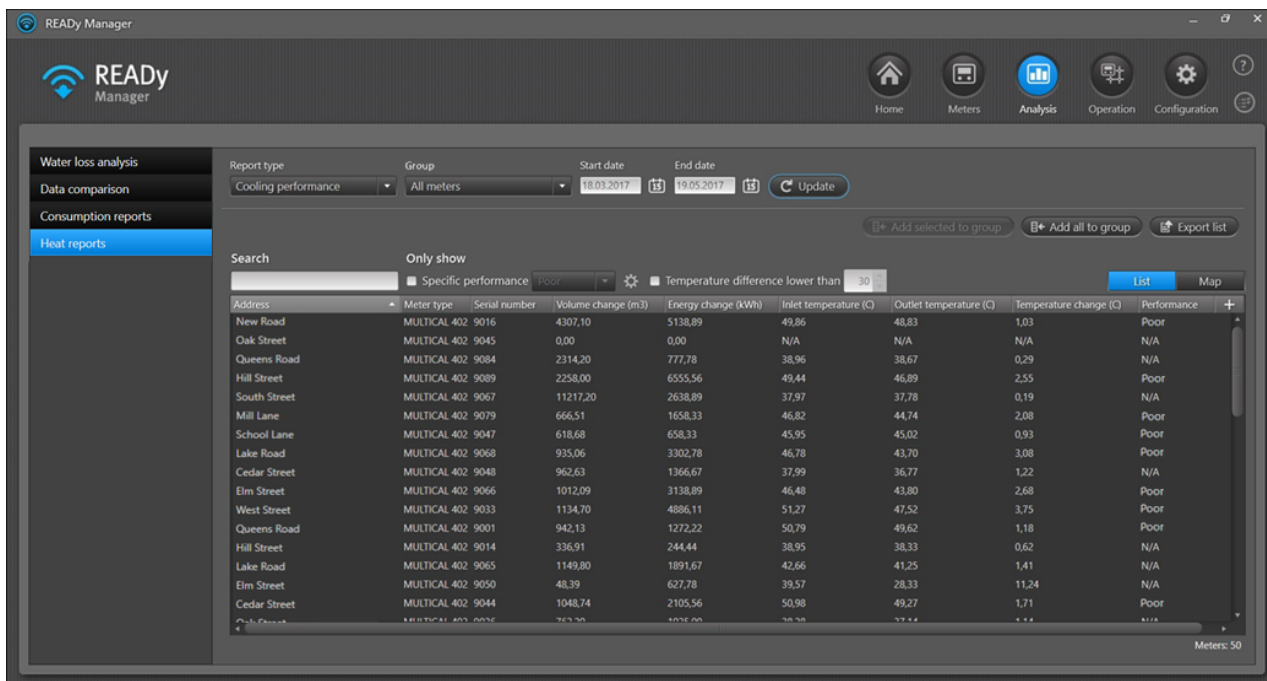 READy Manager
READy
Manager
Home Meters Analysis Operation Configuration
Water loss analysis
Data comparison
Consumption reports
Heat reports
Report type Group Start date End date
Cooling performance All meters 18.03.2017 15 19.05.2017 15 Update
Add selected to group Add all to group Export list
Search Only show
Specific performance Poor Temperature difference lower than 30 List Map
Address Meter type Serial number Volume change (m3) Energy change (kWh) Inlet temperature (C) Outlet temperature (C) Temperature change (C) Performance +
New Road MULTICAL 402 9016 4307,10 5138,89 49,86 48,83 1,03 Poor
Oak Street MULTICAL 402 9045 0,00 0,00 N/A N/A N/A N/A
Queens Road MULTICAL 402 9084 2314,20 777,78 38,96 38,67 0,29 N/A
Hill Street MULTICAL 402 9089 2258,00 6555,56 49,44 46,89 2,55 Poor
South Street MULTICAL 402 9067 11217,20 2638,89 37,97 37,78 0,19 N/A
Mill Lane MULTICAL 402 9079 666,51 1658,33 46,82 44,74 2,08 Poor
School Lane MULTICAL 402 9047 618,68 658,33 45,95 45,02 0,93 Poor
Lake Road MULTICAL 402 9068 935,06 3302,78 46,78 43,70 3,08 Poor
Cedar Street MULTICAL 402 9048 962,63 1366,67 37,99 36,77 1,22 N/A
Elm Street MULTICAL 402 9066 1012,09 3138,89 46,48 43,80 2,68 Poor
West Street MULTICAL 402 9033 1134,70 4886,11 51,27 47,52 3,75 Poor
Queens Road MULTICAL 402 9001 942,13 1272,22 50,79 49,62 1,18 Poor
Hill Street MULTICAL 402 9014 336,91 244,44 38,95 38,33 0,62 N/A
Lake Road MULTICAL 402 9065 1149,80 1891,67 42,66 41,25 1,41 N/A
Elm Street MULTICAL 402 9050 48,39 627,78 39,57 28,33 11,24 N/A
Cedar Street MULTICAL 402 9044 1048,74 2105,56 50,98 49,27 1,71 Poor
Meters: 50